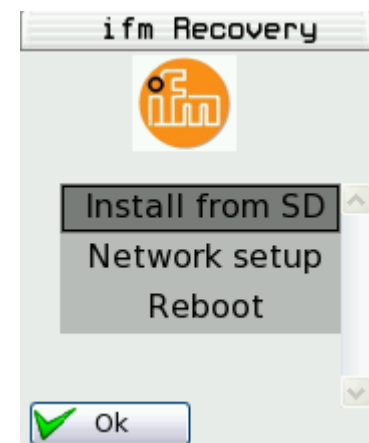 ifm Recovery
ifm
Install from SD
Network setup
Reboot
Ok